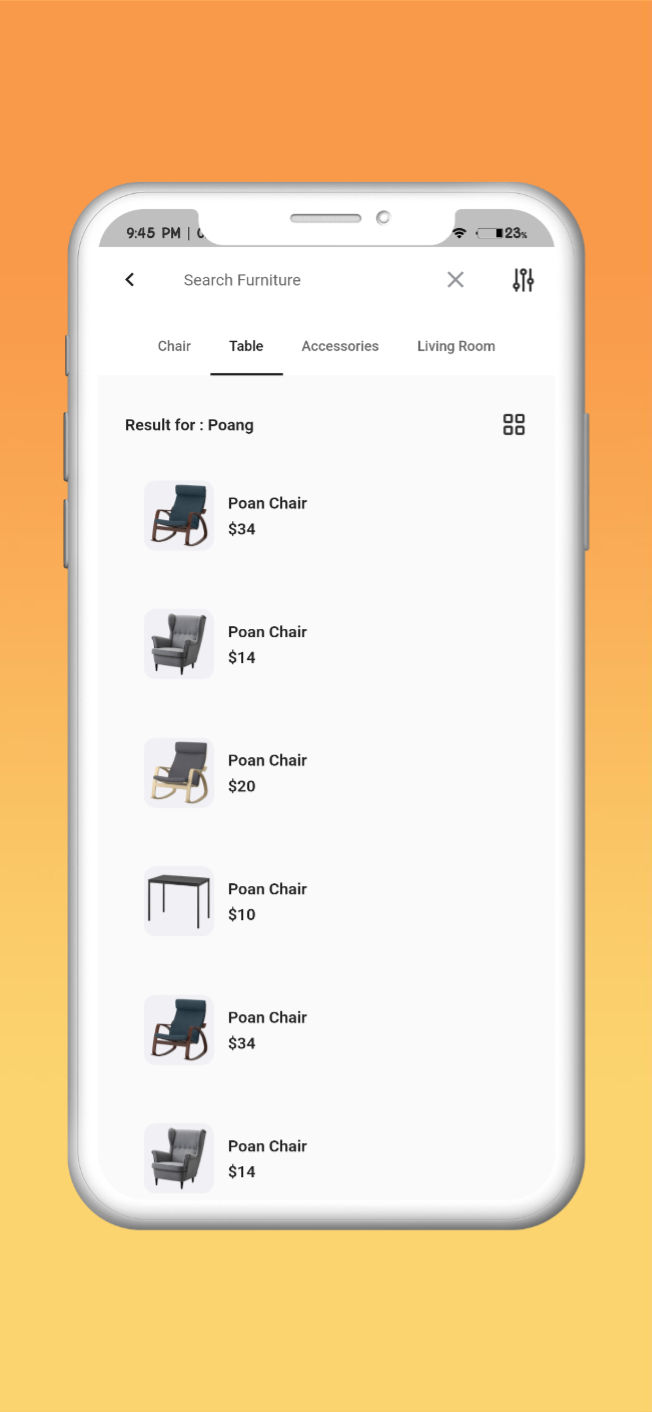 9:45 PM |
23%
Search Furniture
Chair Table Accessories Living Room
Result for : Poang
Poan Chair
$34
Poan Chair
$14
Poan Chair
$20
Poan Chair
$10
Poan Chair
$34
Poan Chair
$14